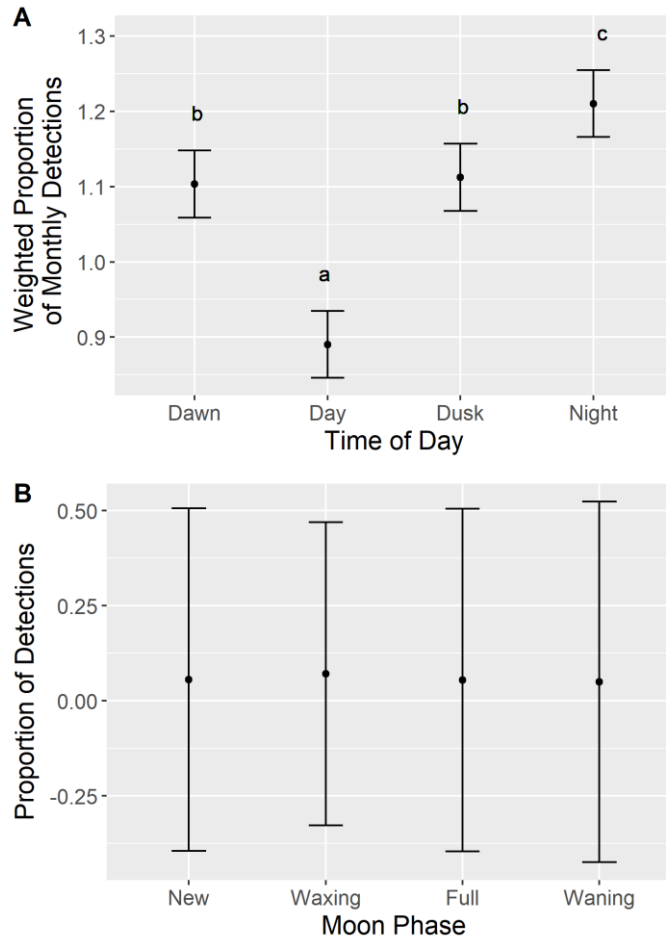 A
Weighted Proportion
of Monthly Detections
1.3
1.2
1.1
1.0
0.9
b
a
b
c
Dawn
Day
Dusk
Night
Time of Day
B
Proportion of Detections
0.50
0.25
0.00
-0.25
New
Waxing
Full
Waning
Moon Phase